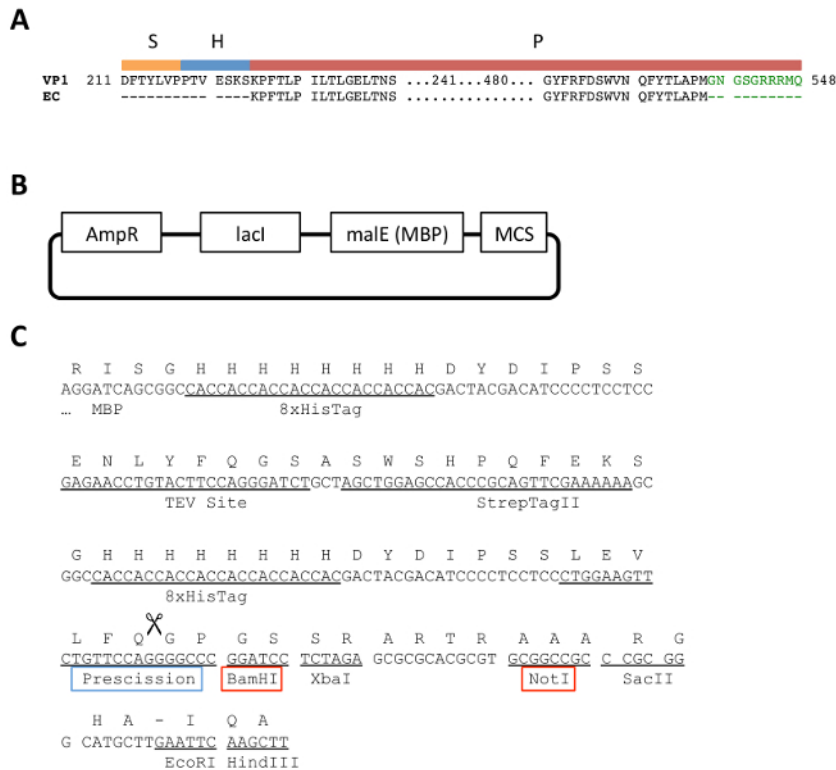 A
S H P
VP1 211 DFTYLVPPTV ESKSKPFTLP ILTLGELTNS ...241...480... GYFRFDSWVN QFYTLAPMGN GSGRRRMQ 548
EC ---------- ----KPFTLP ILTLGELTNS ............... GYFRFDSWVN QFYTLAPM-- --------
B
AmpR lacI malE (MBP) MCS
C
R I S G H H H H H H H H D Y D I P S S
AGGATCAGCGGCCACCACCACCACCACCACCACCACGACTACGACATCCCCTCCTCC
… MBP 8xHisTag
E N L Y F Q G S A S W S H P Q F E K S
GAGAACCTGTACTTCCAGGGATCTGCTAGCTGGAGCCACCCGCAGTTCGAAAAAAGC
TEV Site StrepTagII
G H H H H H H H H D Y D I P S S L E V
GGCCACCACCACCACCACCACCACCACGACTACGACATCCCCTCCTCCCTGGAAGTT
8xHisTag
L F Q G P G S S R A R T R A A A R G
CTGTTCCAGGGGCCC GGATCC TCTAGA GCGCGCACGCGT GCGGCCGC C CGC GG
Prescission BamHI XbaI NotI SacII
H A - I Q A
G CATGCTTGAATTC AAGCTT
EcoRI HindIII